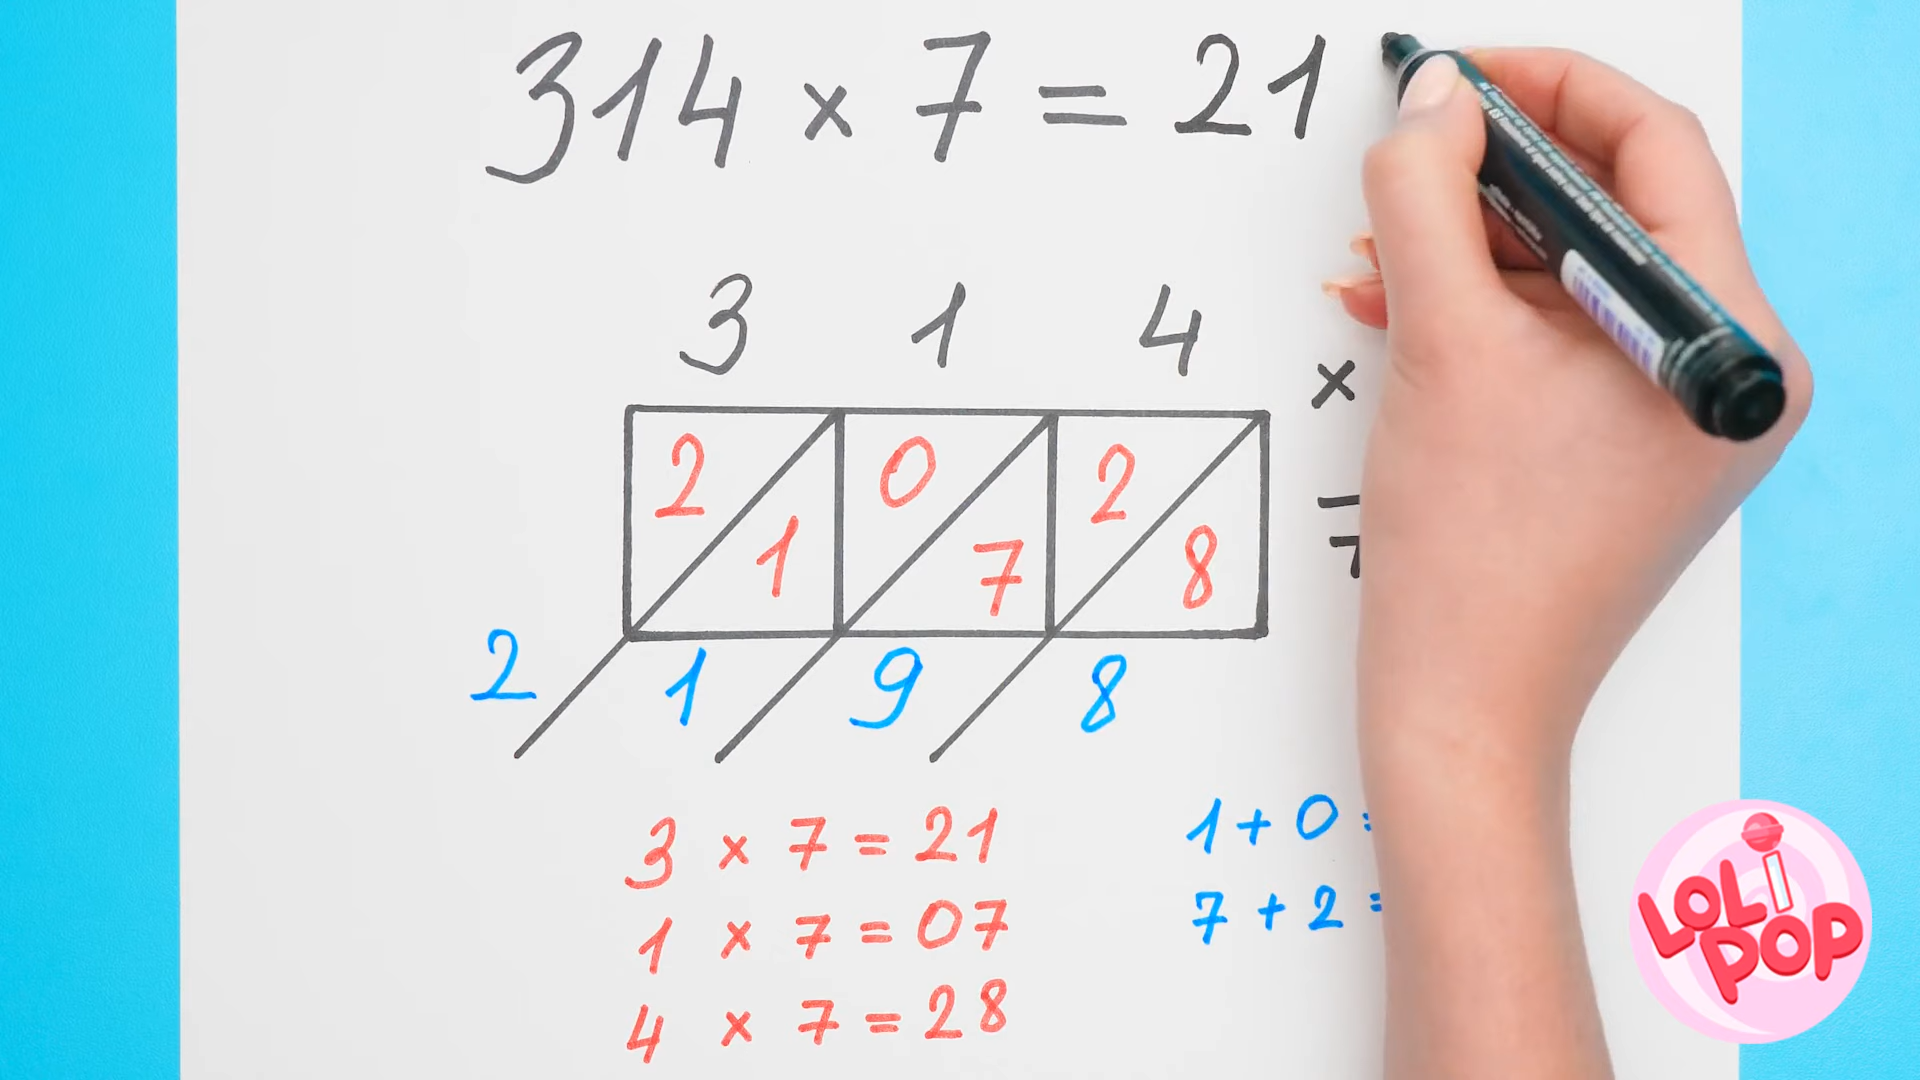 314 × 7 = 21
3 1 4 ×
2 0 2
1 7 8
2 1 9 8
3 × 7 = 21
1 × 7 = 07
4 × 7 = 28
1 + 0
7 + 2 =
LOLIPOP